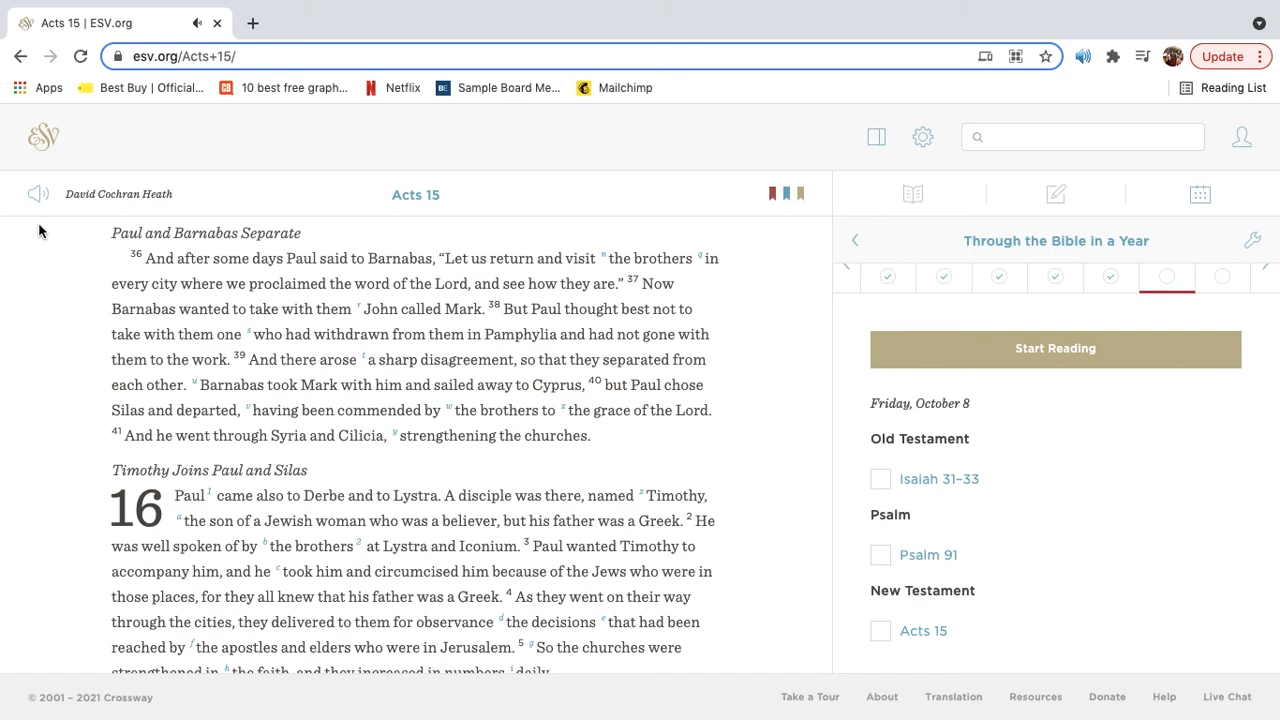 Acts 15 | ESV.org
esv.org/Acts+15/
Update
Apps
Best Buy | Official...
10 best free graph...
Netflix
Sample Board Me...
Mailchimp
Reading List
ESV
David Cochran Heath
Acts 15
Through the Bible in a Year
Paul and Barnabas Separate
36 And after some days Paul said to Barnabas, “Let us return and visit n the brothers q in
every city where we proclaimed the word of the Lord, and see how they are.” 37 Now
Barnabas wanted to take with them r John called Mark. 38 But Paul thought best not to
take with them one s who had withdrawn from them in Pamphylia and had not gone with
them to the work. 39 And there arose t a sharp disagreement, so that they separated from
each other. u Barnabas took Mark with him and sailed away to Cyprus, 40 but Paul chose
Silas and departed, v having been commended by w the brothers to x the grace of the Lord.
41 And he went through Syria and Cilicia, y strengthening the churches.
Timothy Joins Paul and Silas
16 Paul 1 came also to Derbe and to Lystra. A disciple was there, named z Timothy,
a the son of a Jewish woman who was a believer, but his father was a Greek. 2 He
was well spoken of by b the brothers 2 at Lystra and Iconium. 3 Paul wanted Timothy to
accompany him, and he c took him and circumcised him because of the Jews who were in
those places, for they all knew that his father was a Greek. 4 As they went on their way
through the cities, they delivered to them for observance d the decisions e that had been
reached by f the apostles and elders who were in Jerusalem. 5 g So the churches were
strengthened in h the faith, and they increased in numbers i daily.
Start Reading
Friday, October 8
Old Testament
Isaiah 31–33
Psalm
Psalm 91
New Testament
Acts 15
© 2001 – 2021 Crossway
Take a Tour
About
Translation
Resources
Donate
Help
Live Chat